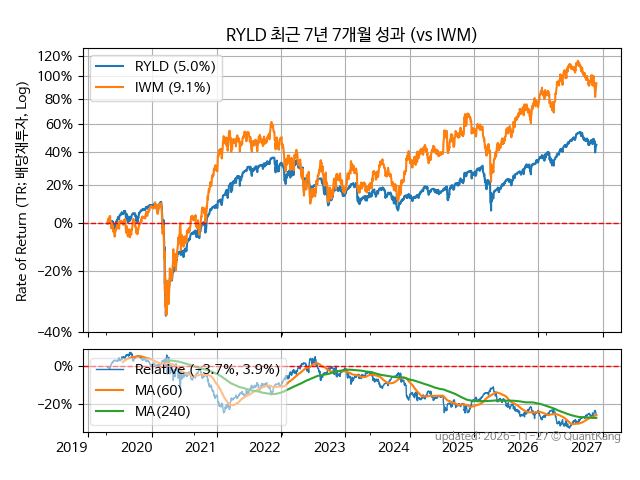 RYLD 최근 7년 7개월 성과 (vs IWM)
Rate of Return (TR: 배당재투자, Log)
120%
100%
80%
60%
40%
20%
0%
−20%
−40%
RYLD (5.0%)
IWM (9.1%)
0%
−20%
Relative (−3.7%, 3.9%)
MA(60)
MA(240)
updated: 2026-11-27 © QuantKang
2019 2020 2021 2022 2023 2024 2025 2026 2027